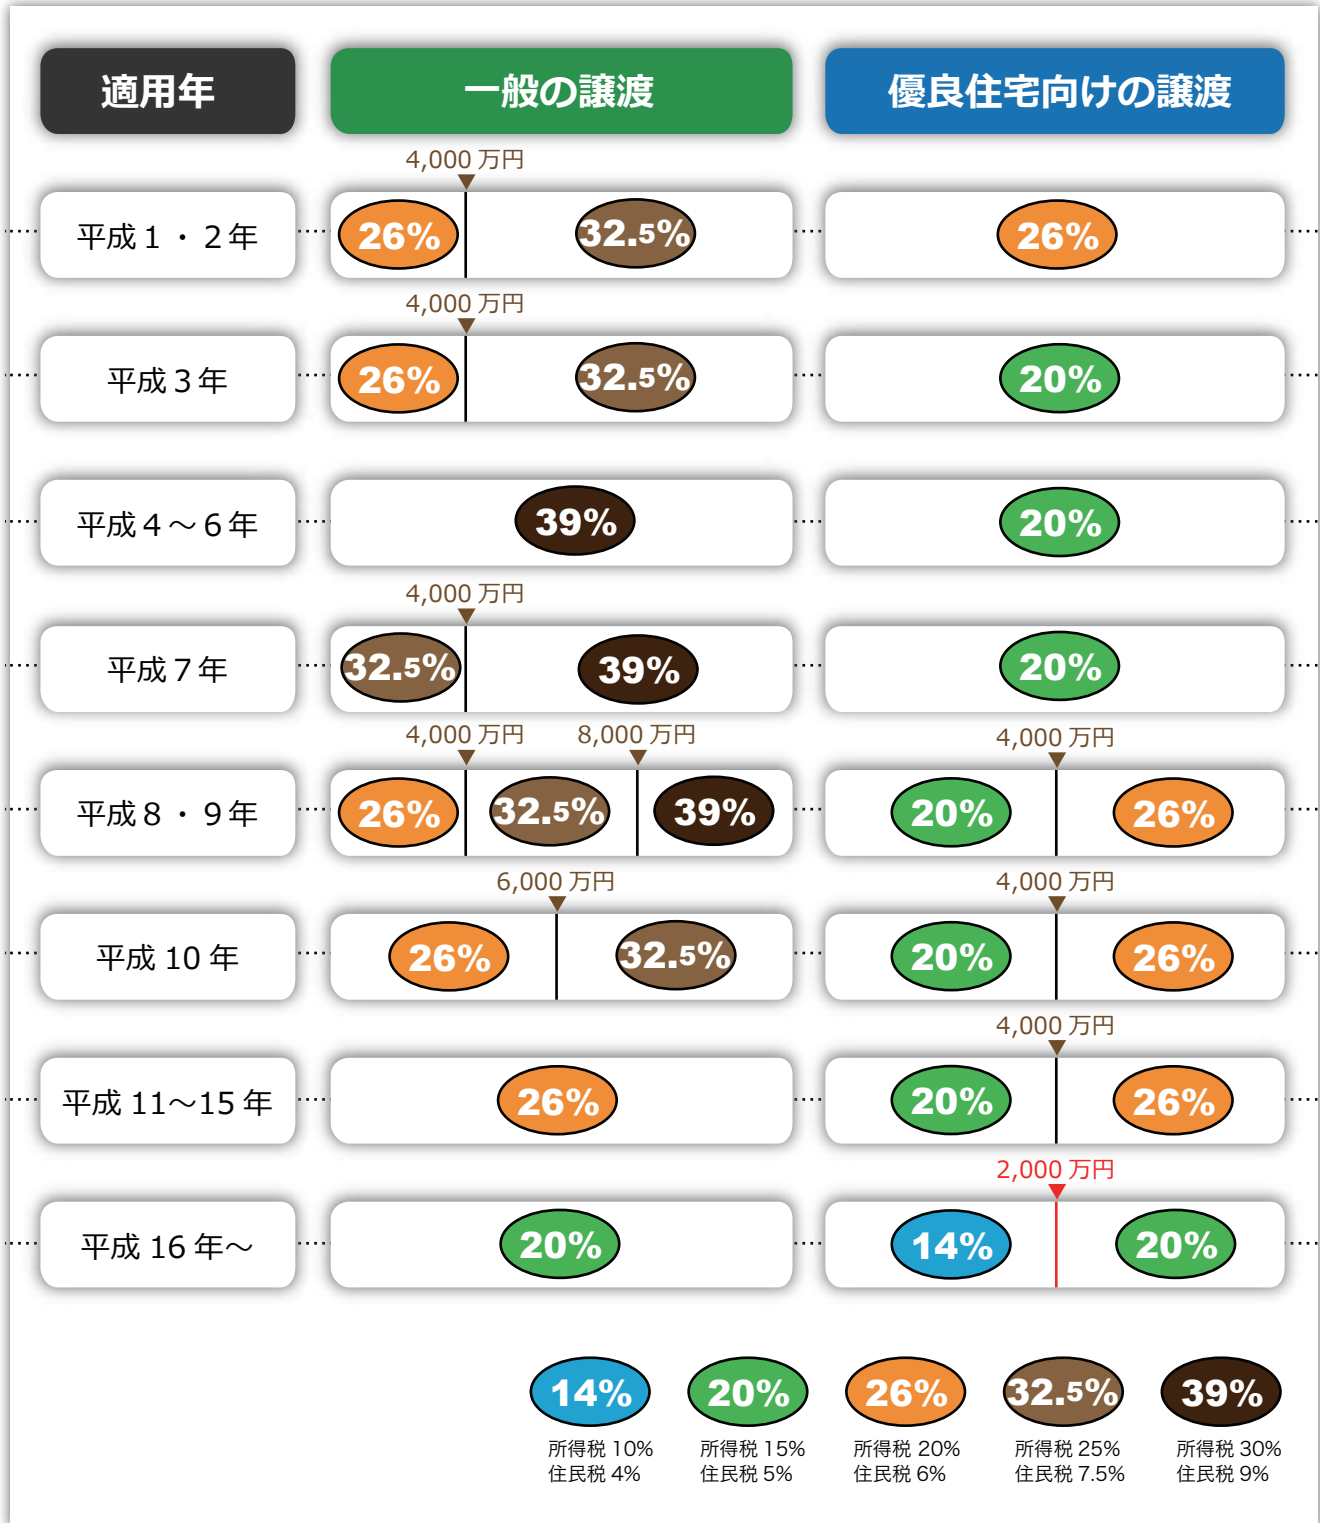 適用年
一般の譲渡
優良住宅向けの譲渡
4,000 万円
平成 1 ・ 2 年
26%
32.5%
26%
4,000 万円
平成 3 年
26%
32.5%
20%
平成 4～6 年
39%
20%
4,000 万円
平成 7 年
32.5%
39%
20%
4,000 万円
8,000 万円
4,000 万円
平成 8 ・ 9 年
26%
32.5%
39%
20%
26%
6,000 万円
4,000 万円
平成 10 年
26%
32.5%
20%
26%
4,000 万円
平成 11～15 年
26%
20%
26%
2,000 万円
平成 16 年～
20%
14%
20%
14%
20%
26%
32.5%
39%
所得税 10%
住民税 4%
所得税 15%
住民税 5%
所得税 20%
住民税 6%
所得税 25%
住民税 7.5%
所得税 30%
住民税 9%